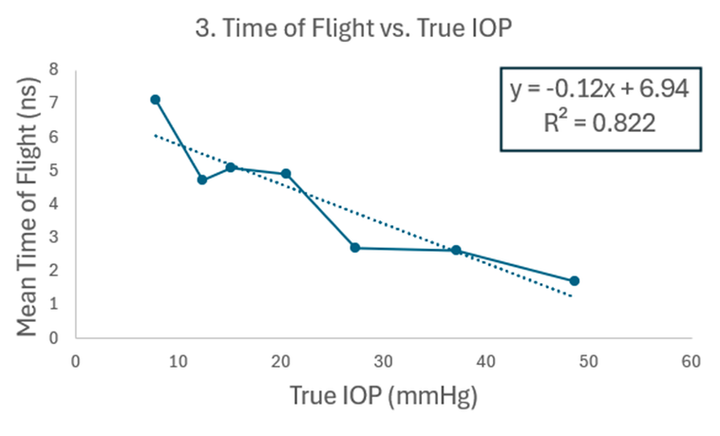 3. Time of Flight vs. True IOP
y = -0.12x + 6.94
R² = 0.822
Mean Time of Flight (ns)
8
7
6
5
4
3
2
1
0
0 10 20 30 40 50 60
True IOP (mmHg)